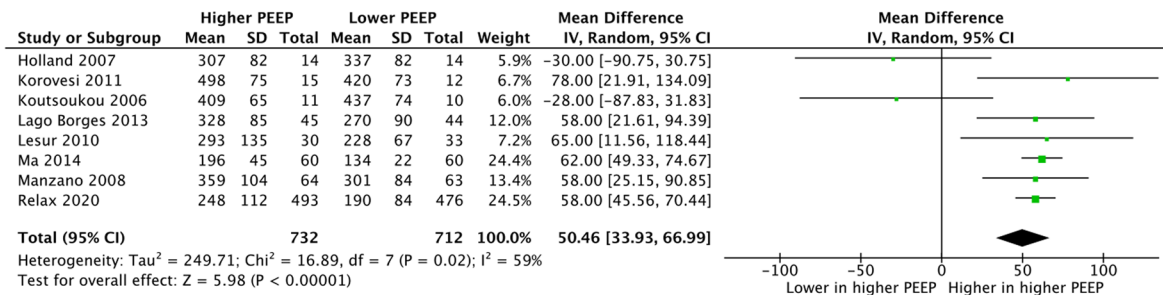 Higher PEEP Lower PEEP Mean Difference Mean Difference
Study or Subgroup Mean SD Total Mean SD Total Weight IV, Random, 95% CI IV, Random, 95% CI
Holland 2007 307 82 14 337 82 14 5.9% −30.00 [−90.75, 30.75]
Korovesi 2011 498 75 15 420 73 12 6.7% 78.00 [21.91, 134.09]
Koutsoukou 2006 409 65 11 437 74 10 6.0% −28.00 [−87.83, 31.83]
Lago Borges 2013 328 85 45 270 90 44 12.0% 58.00 [21.61, 94.39]
Lesur 2010 293 135 30 228 67 33 7.2% 65.00 [11.56, 118.44]
Ma 2014 196 45 60 134 22 60 24.4% 62.00 [49.33, 74.67]
Manzano 2008 359 104 64 301 84 63 13.4% 58.00 [25.15, 90.85]
Relax 2020 248 112 493 190 84 476 24.5% 58.00 [45.56, 70.44]
Total (95% CI) 732 712 100.0% 50.46 [33.93, 66.99]
Heterogeneity: Tau² = 249.71; Chi² = 16.89, df = 7 (P = 0.02); I² = 59%
Test for overall effect: Z = 5.98 (P < 0.00001)
−100 −50 0 50 100
Lower in higher PEEP Higher in higher PEEP